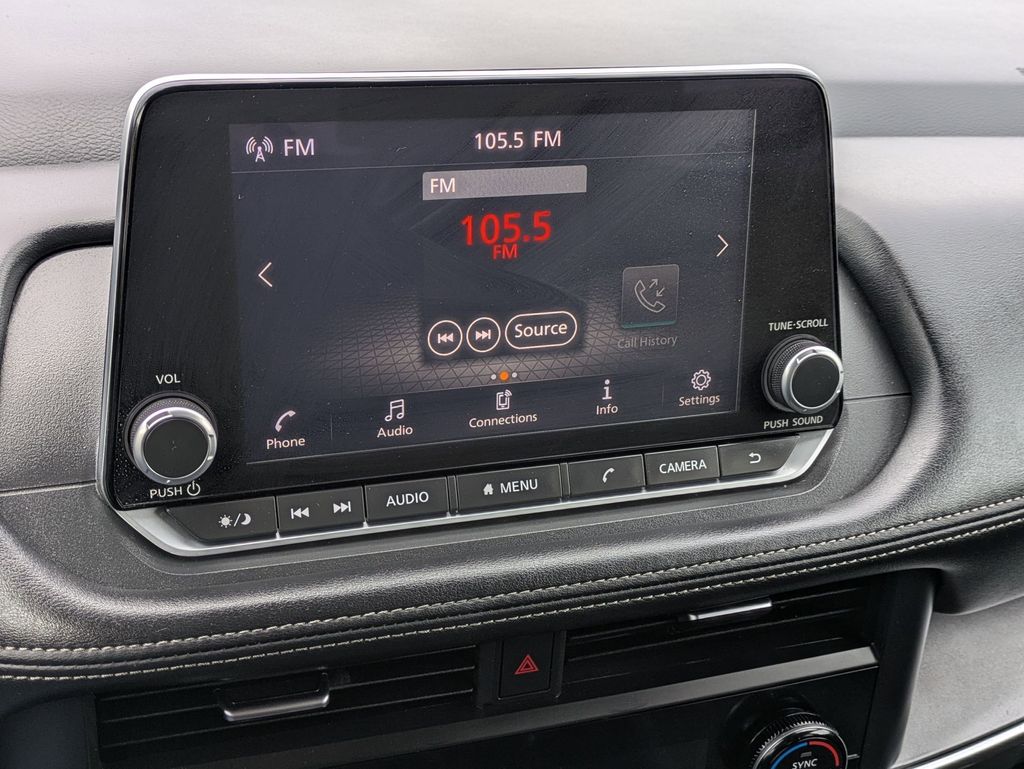 FM
105.5 FM
FM
105.5
FM
Source
Call History
Phone
Audio
Connections
Info
Settings
VOL
PUSH
TUNE·SCROLL
PUSH SOUND
AUDIO
MENU
CAMERA
SYNC